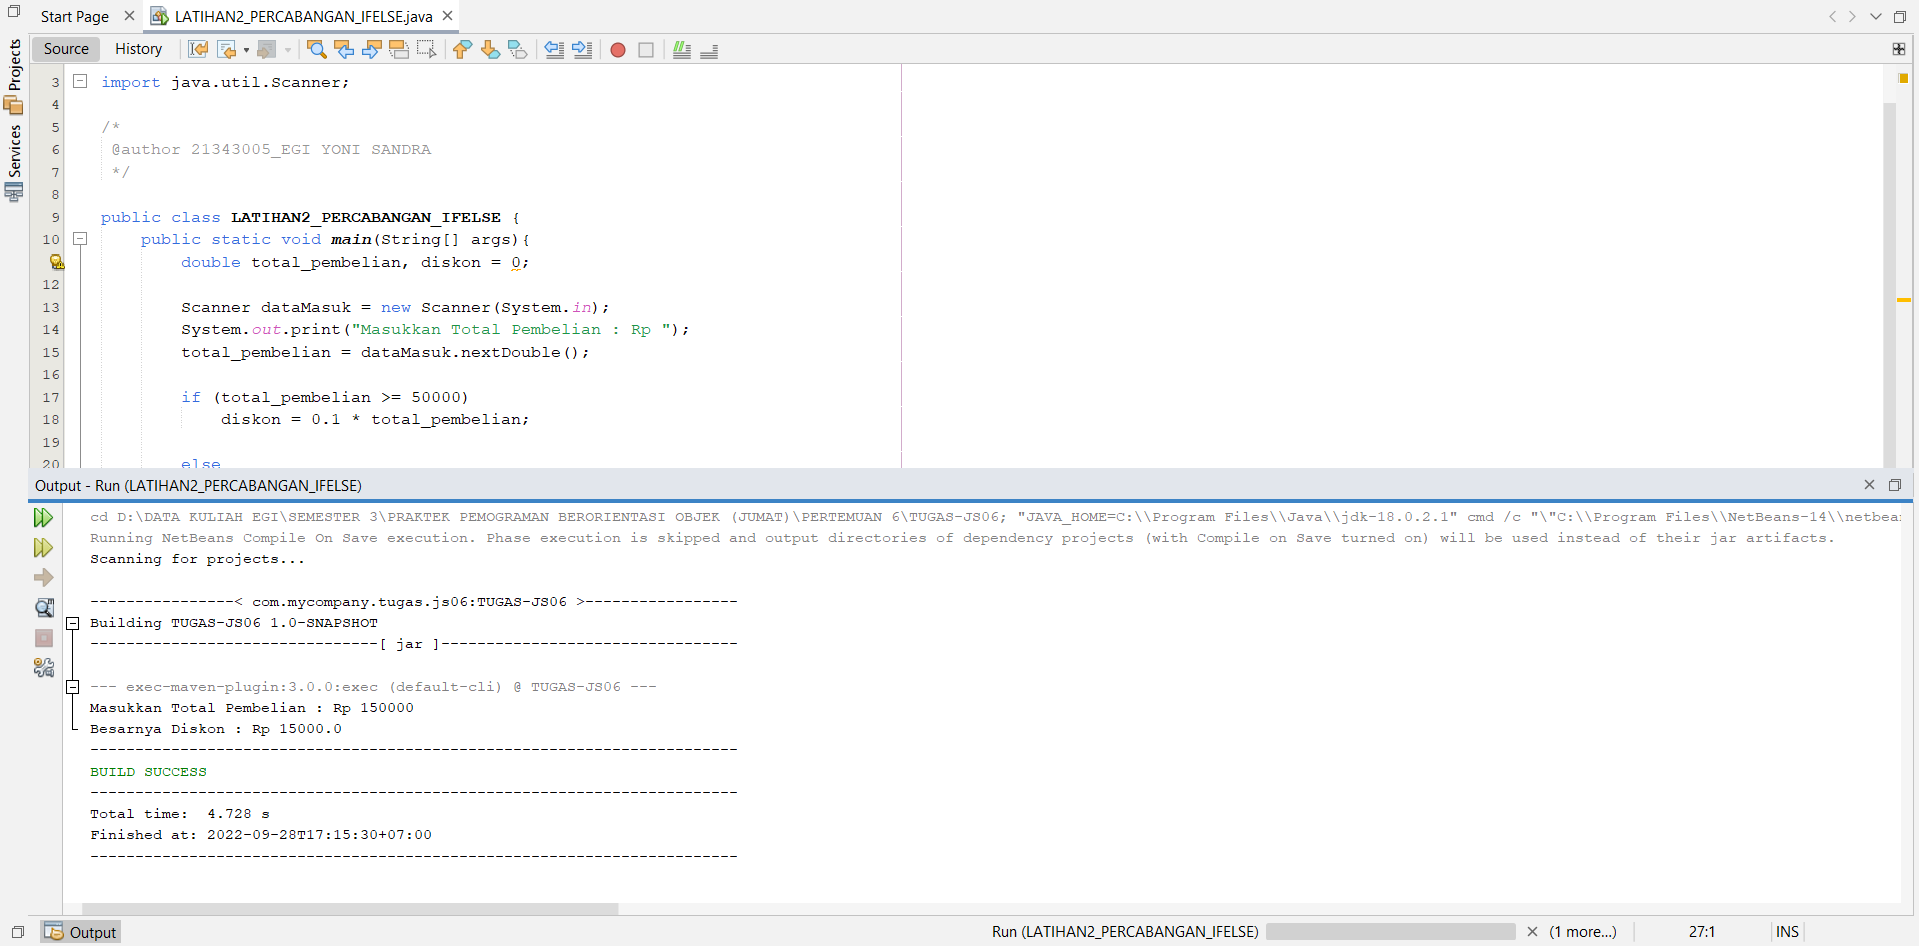 Start Page
LATIHAN2_PERCABANGAN_IFELSE.java
Source
History
Projects
Services
3 import java.util.Scanner;
4
5 /*
6 @author 21343005_EGI YONI SANDRA
7 */
8
9 public class LATIHAN2_PERCABANGAN_IFELSE {
10 public static void main(String[] args){
double total_pembelian, diskon = 0;
12
13 Scanner dataMasuk = new Scanner(System.in);
14 System.out.print("Masukkan Total Pembelian : Rp ");
15 total_pembelian = dataMasuk.nextDouble();
16
17 if (total_pembelian >= 50000)
18 diskon = 0.1 * total_pembelian;
19
20 else
Output - Run (LATIHAN2_PERCABANGAN_IFELSE)
cd D:\DATA KULIAH EGI\SEMESTER 3\PRAKTEK PEMOGRAMAN BERORIENTASI OBJEK (JUMAT)\PERTEMUAN 6\TUGAS-JS06; "JAVA_HOME=C:\\Program Files\\Java\\jdk-18.0.2.1" cmd /c "\"C:\\Program Files\\NetBeans-14\\netbear
Running NetBeans Compile On Save execution. Phase execution is skipped and output directories of dependency projects (with Compile on Save turned on) will be used instead of their jar artifacts.
Scanning for projects...
----------------< com.mycompany.tugas.js06:TUGAS-JS06 >-----------------
Building TUGAS-JS06 1.0-SNAPSHOT
--------------------------------[ jar ]---------------------------------
--- exec-maven-plugin:3.0.0:exec (default-cli) @ TUGAS-JS06 ---
Masukkan Total Pembelian : Rp 150000
Besarnya Diskon : Rp 15000.0
------------------------------------------------------------------------
BUILD SUCCESS
------------------------------------------------------------------------
Total time:  4.728 s
Finished at: 2022-09-28T17:15:30+07:00
------------------------------------------------------------------------
Output
Run (LATIHAN2_PERCABANGAN_IFELSE)
(1 more...)
27:1
INS